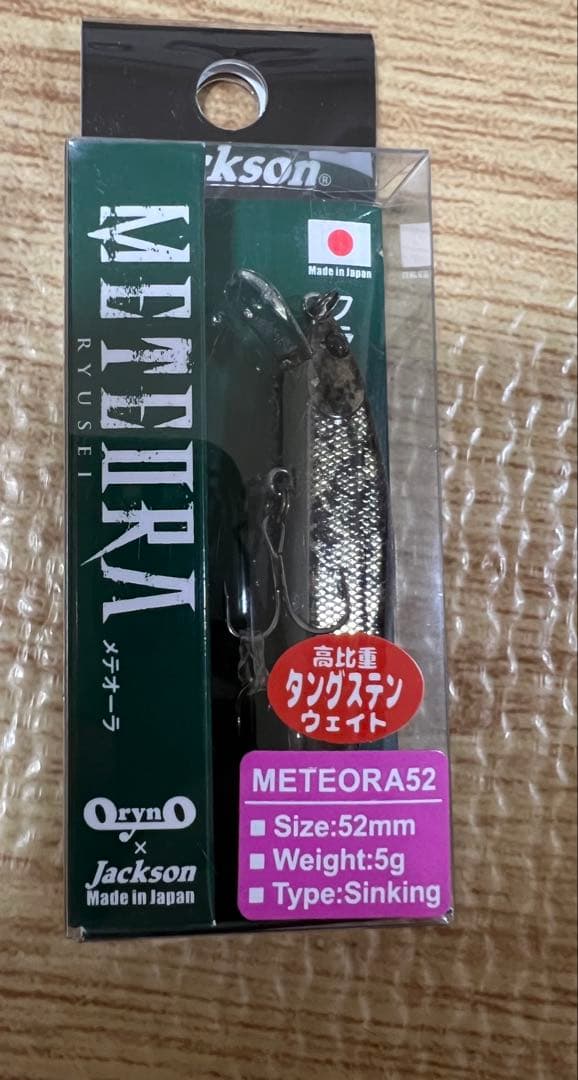 ckson®
METEORA
RYUSEI
メテオーラ
Made in Japan
高比重
タングステン
ウェイト
METEORA52
■ Size:52mm
■ Weight:5g
■ Type:Sinking
OrynO
×
Jackson
Made in Japan